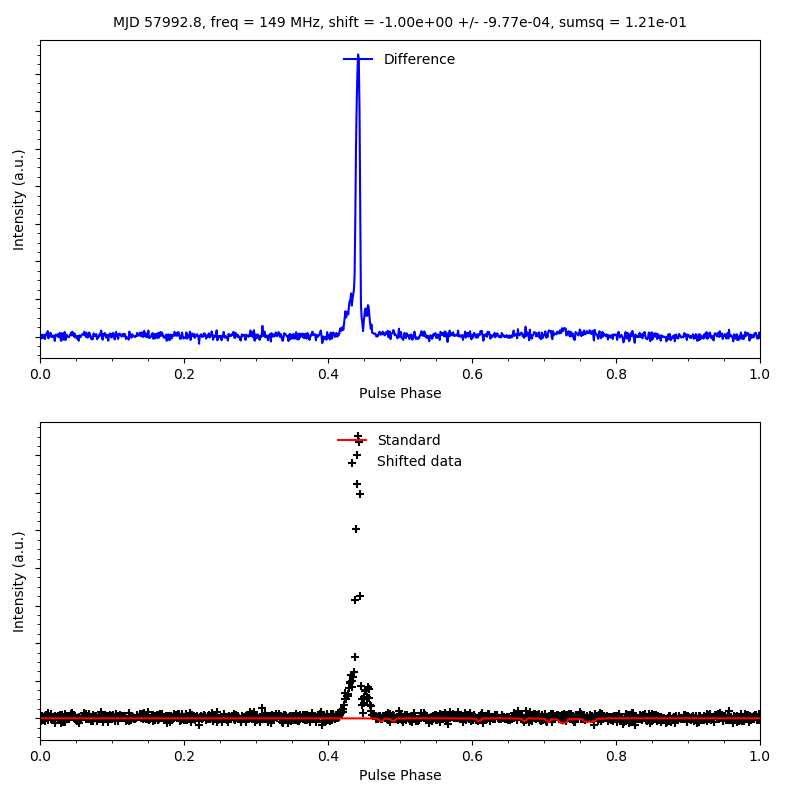 MJD 57992.8, freq = 149 MHz, shift = -1.00e+00 +/- -9.77e-04, sumsq = 1.21e-01
Difference
Intensity (a.u.)
0.0 0.2 0.4 0.6 0.8 1.0
Pulse Phase
Standard
Shifted data
Intensity (a.u.)
0.0 0.2 0.4 0.6 0.8 1.0
Pulse Phase